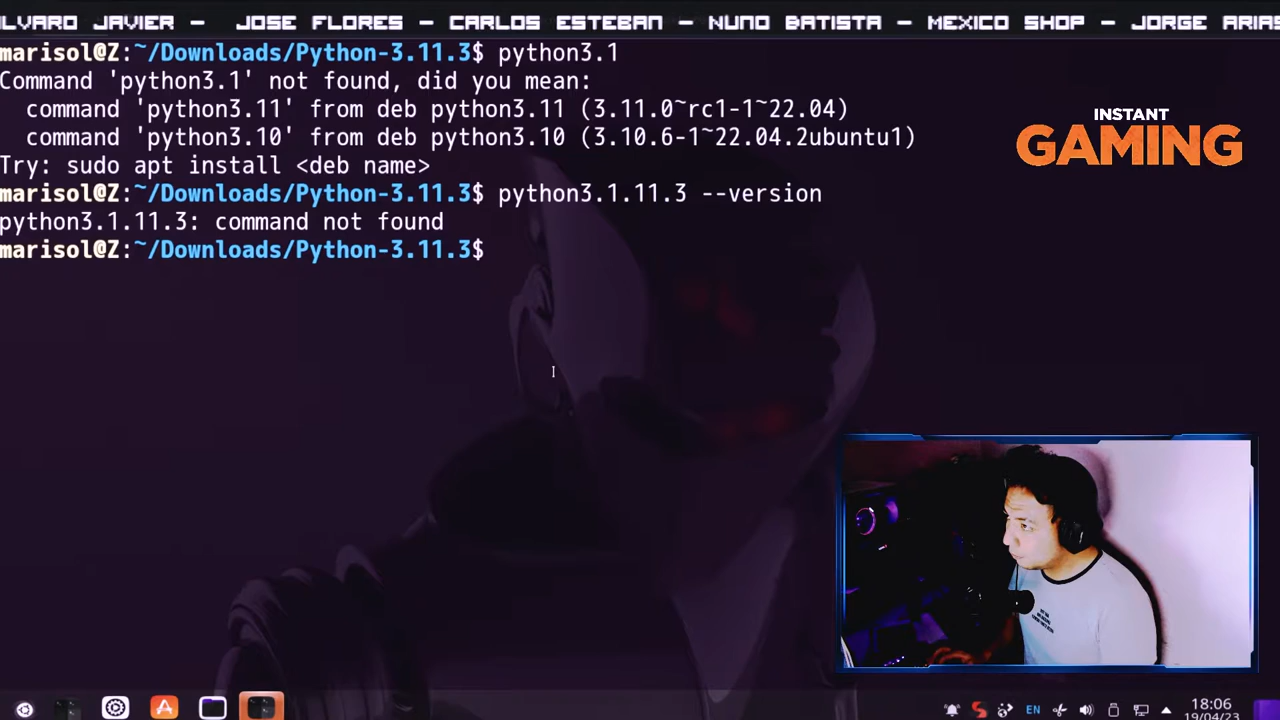 LVARO JAVIER – JOSE FLORES – CARLOS ESTEBAN – NUNO BATISTA – MEXICO SHOP – JORGE ARIAS
marisol@Z:~/Downloads/Python-3.11.3$ python3.1
Command 'python3.1' not found, did you mean:
  command 'python3.11' from deb python3.11 (3.11.0~rc1-1~22.04)
  command 'python3.10' from deb python3.10 (3.10.6-1~22.04.2ubuntu1)
Try: sudo apt install <deb name>
marisol@Z:~/Downloads/Python-3.11.3$ python3.1.11.3 --version
python3.1.11.3: command not found
marisol@Z:~/Downloads/Python-3.11.3$
INSTANT
GAMING
EN
18:06
19/04/23